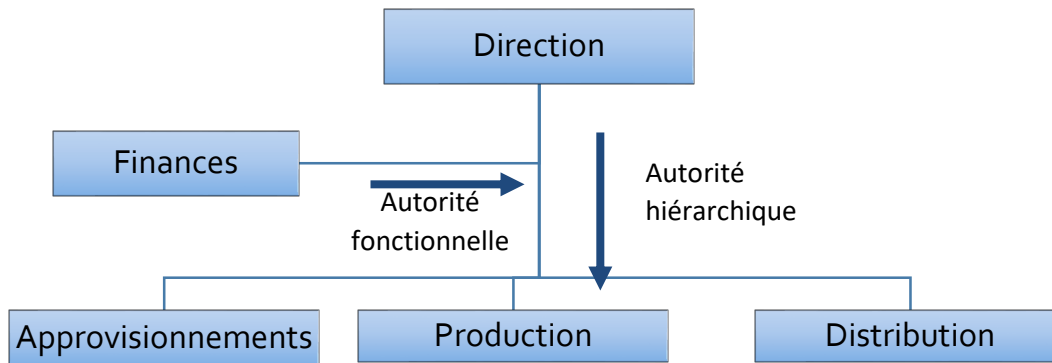 Direction
Finances
Autorité
fonctionnelle
Autorité
hiérarchique
Approvisionnements
Production
Distribution